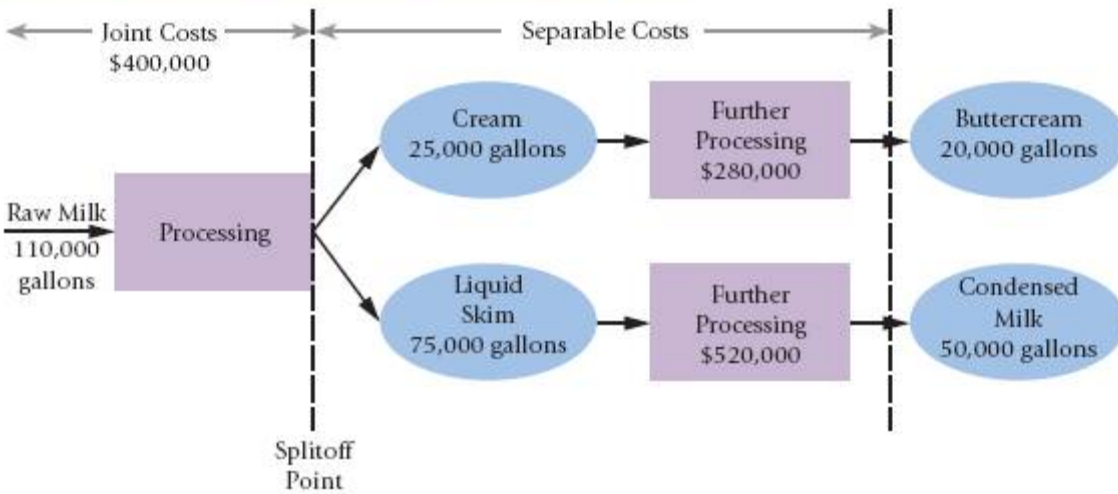 Joint Costs
$400,000
Separable Costs
Raw Milk
110,000
gallons
Processing
Cream
25,000 gallons
Further
Processing
$280,000
Buttercream
20,000 gallons
Liquid
Skim
75,000 gallons
Further
Processing
$520,000
Condensed
Milk
50,000 gallons
Splitoff
Point